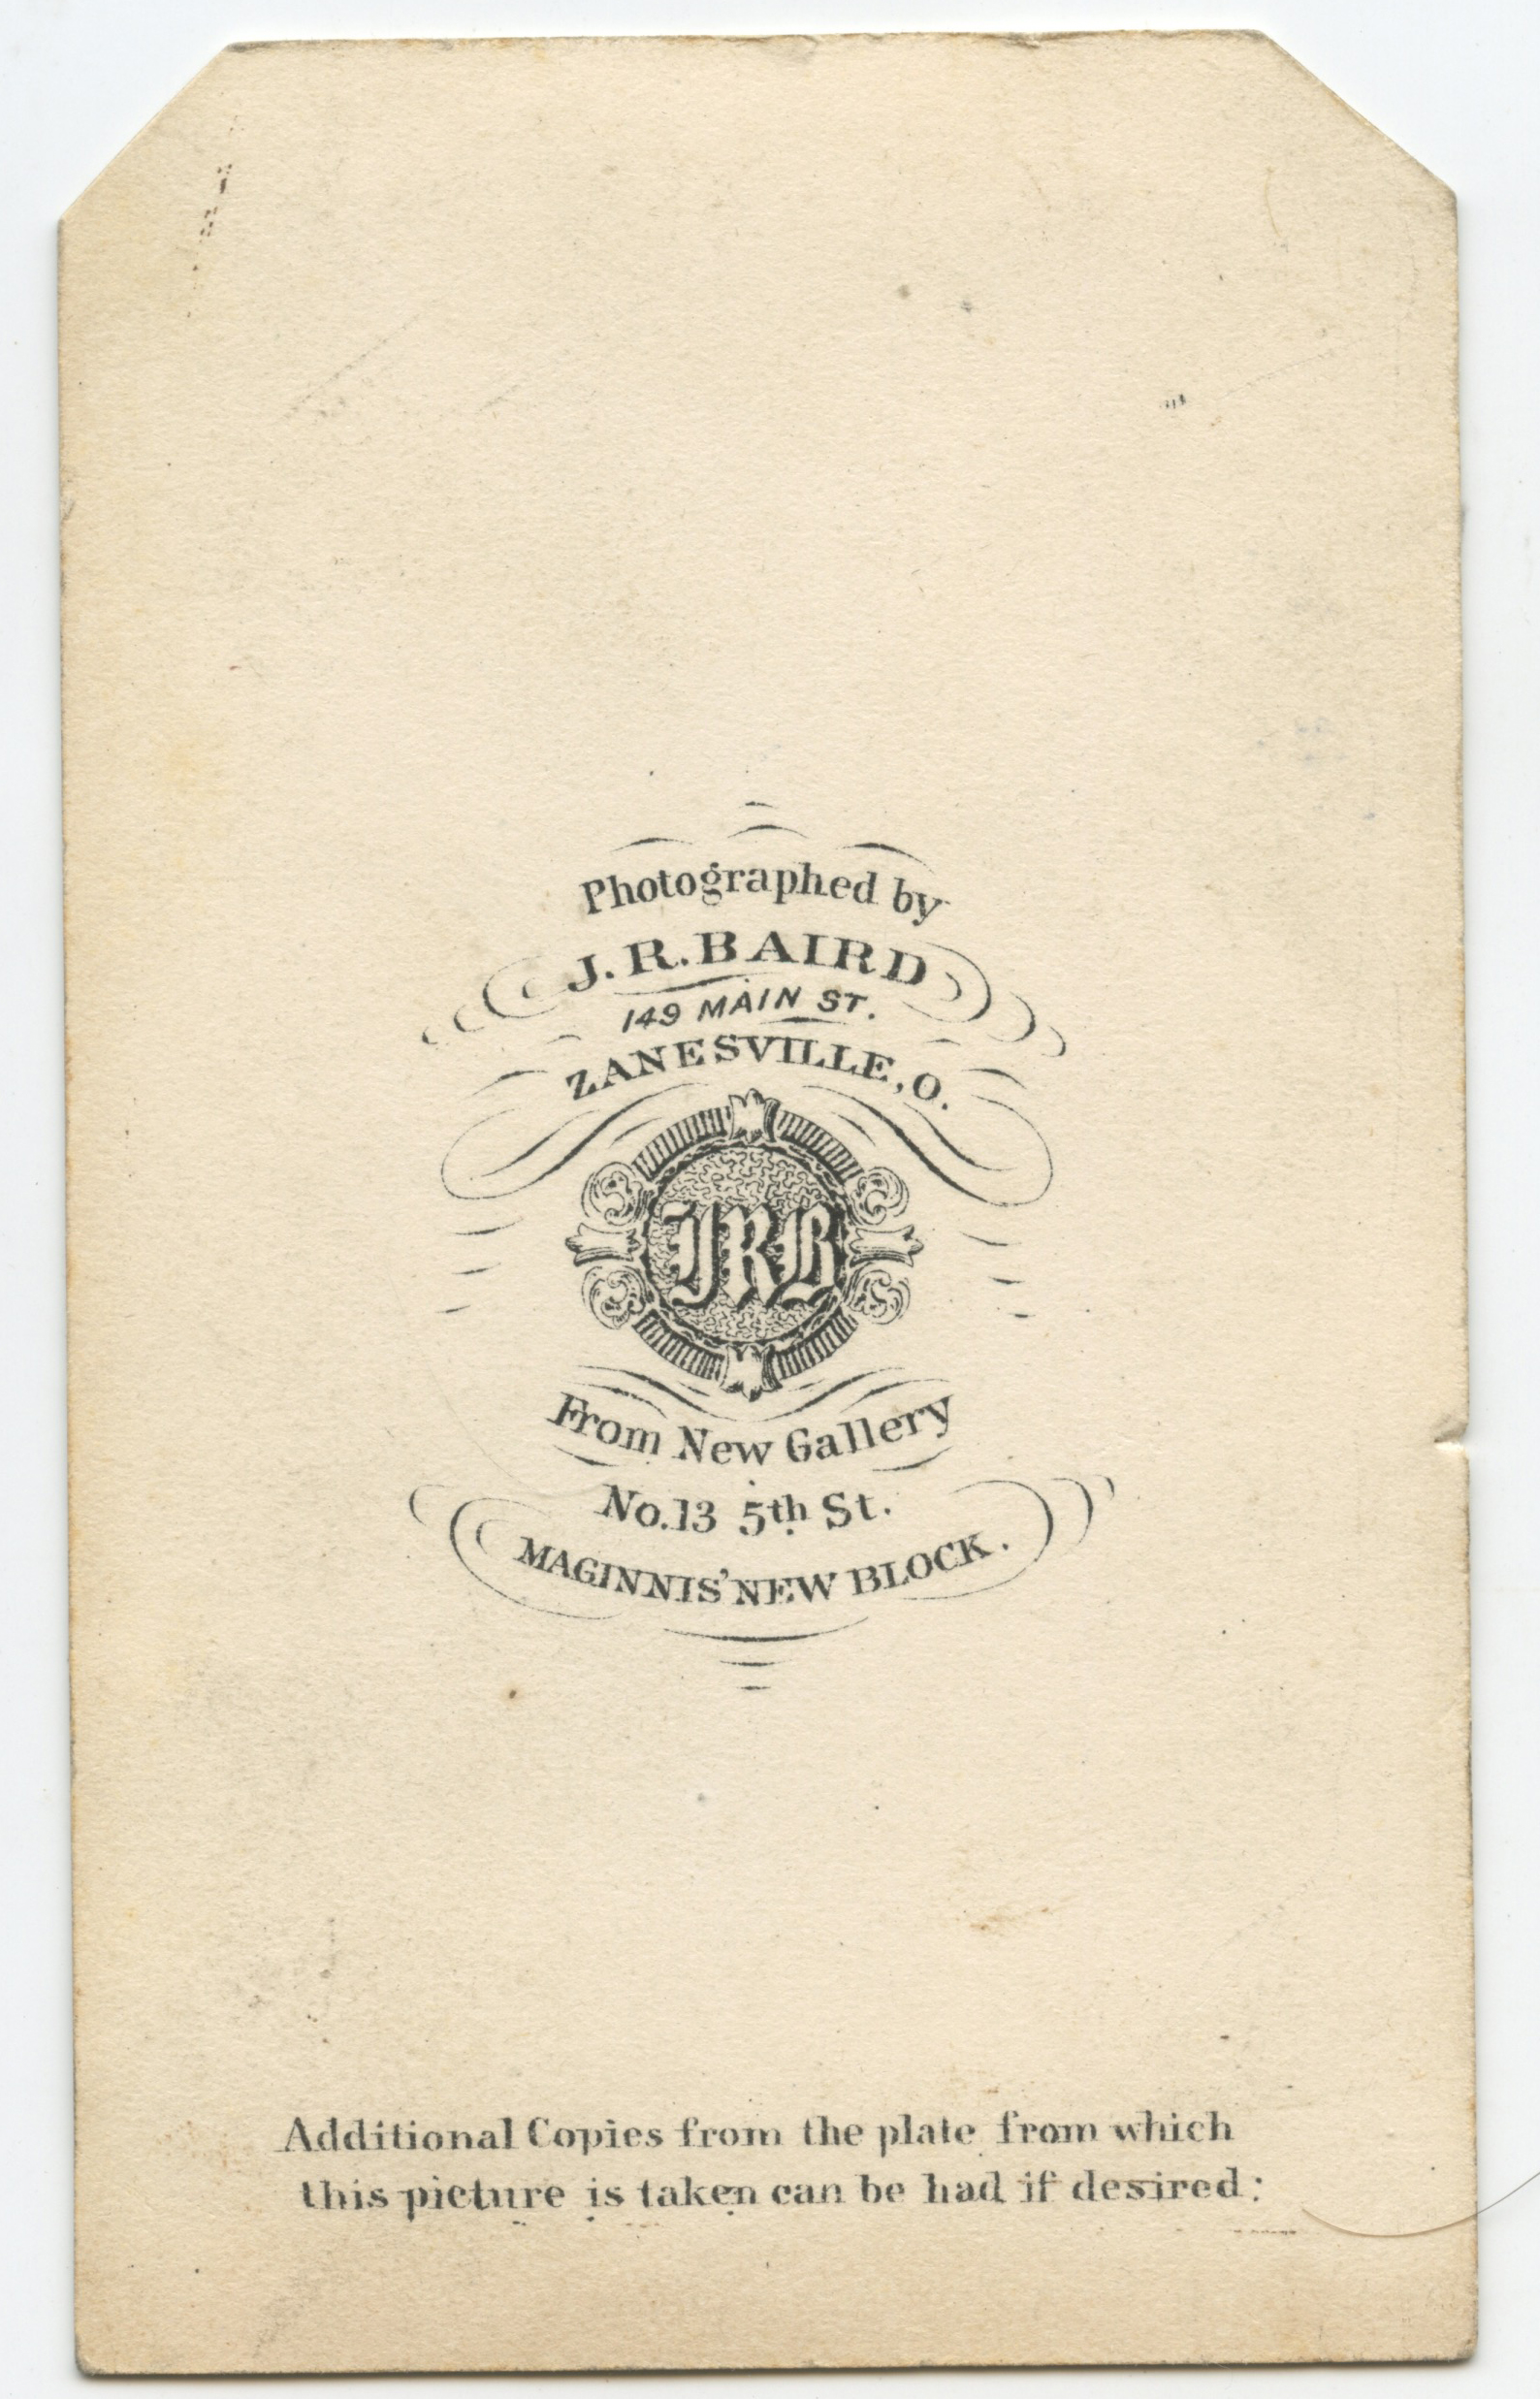 Photographed by
J. R. BAIRD
149 MAIN ST.
ZANESVILLE, O.
JRB
From New Gallery
No. 13 5th St.
MAGINNIS' NEW BLOCK.
Additional Copies from the plate from which
this picture is taken can be had if desired: